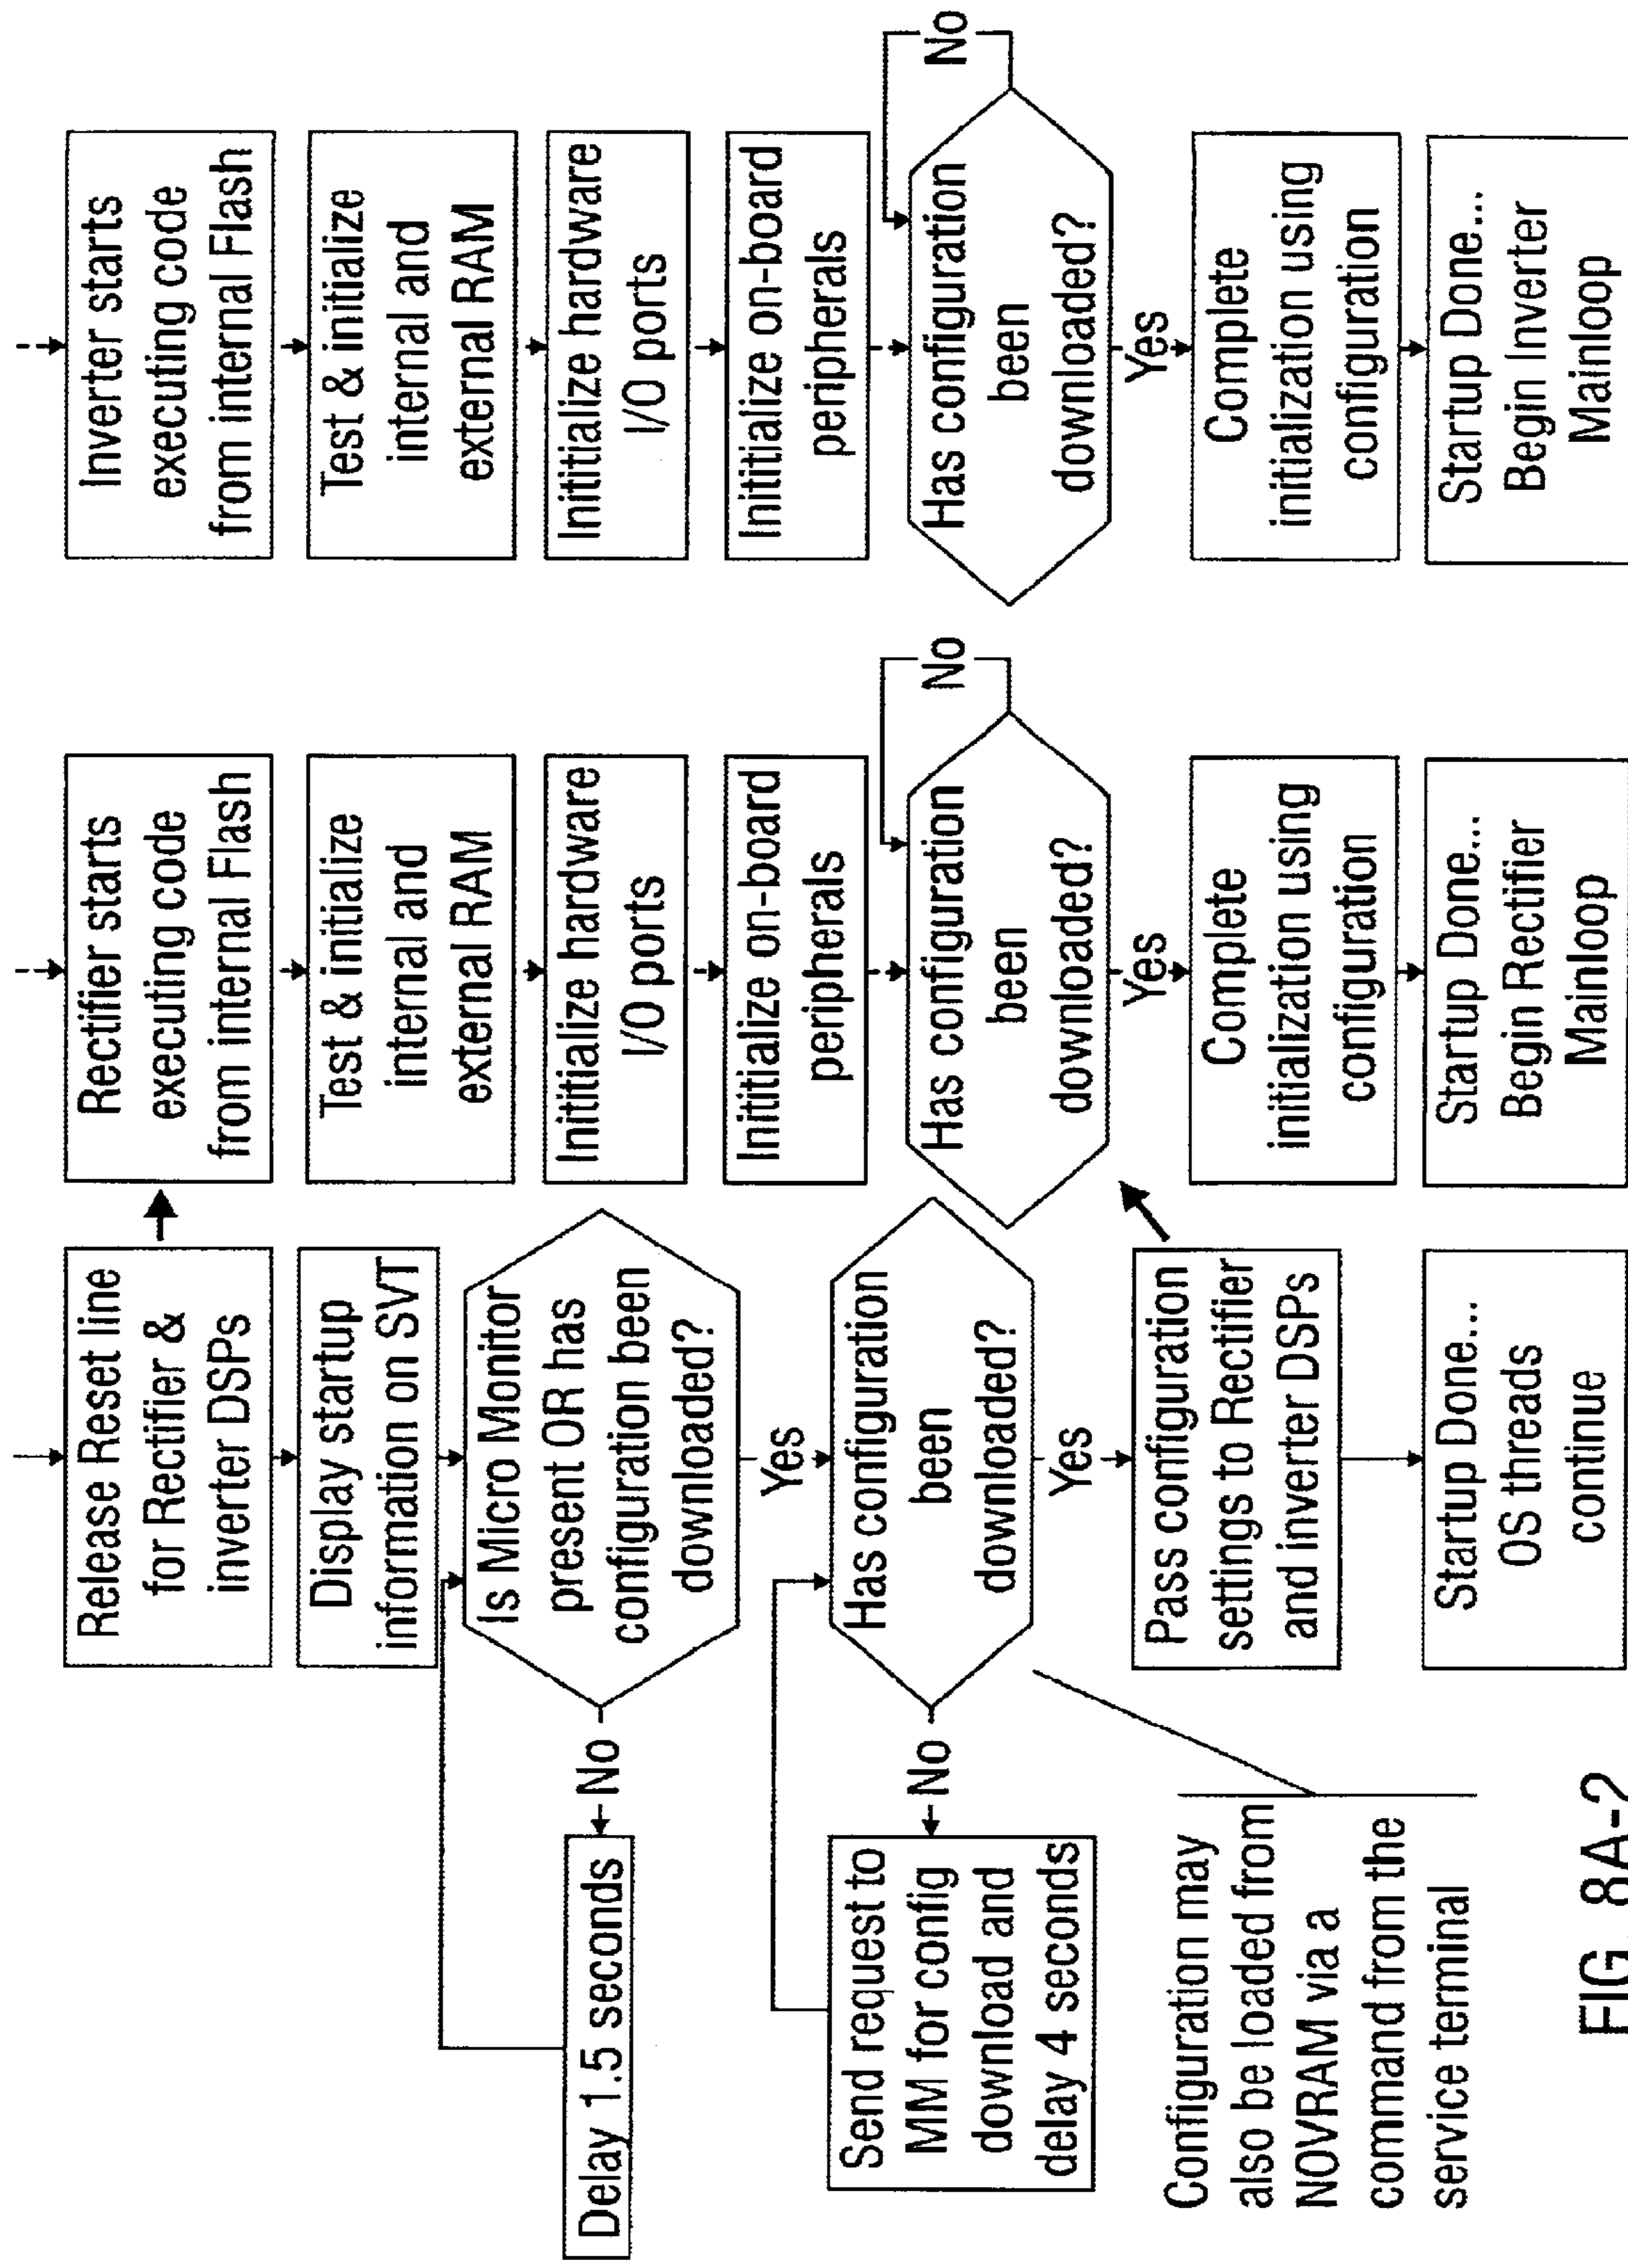 Release Reset line
for Rectifier &
inverter DSPs
Display startup
information on SVT
Is Micro Monitor
present OR has
configuration been
downloaded?
No
Delay 1.5 seconds
Yes
Has configuration
been
downloaded?
No
Send request to
MM for config
download and
delay 4 seconds
Yes
Configuration may
also be loaded from
NOVRAM via a
command from the
service terminal
Pass configuration
settings to Rectifier
and inverter DSPs
Startup Done...
OS threads
continue
Rectifier starts
executing code
from internal Flash
Test & initialize
internal and
external RAM
Inititialize hardware
I/O ports
Inititialize on-board
peripherals
Has configuration
been
downloaded?
No
Yes
Complete
initialization using
configuration
Startup Done...
Begin Rectifier
Mainloop
Inverter starts
executing code
from internal Flash
Test & initialize
internal and
external RAM
Inititialize hardware
I/O ports
Inititialize on-board
peripherals
Has configuration
been
downloaded?
No
Yes
Complete
initialization using
configuration
Startup Done...
Begin Inverter
Mainloop
FIG. 8A-2